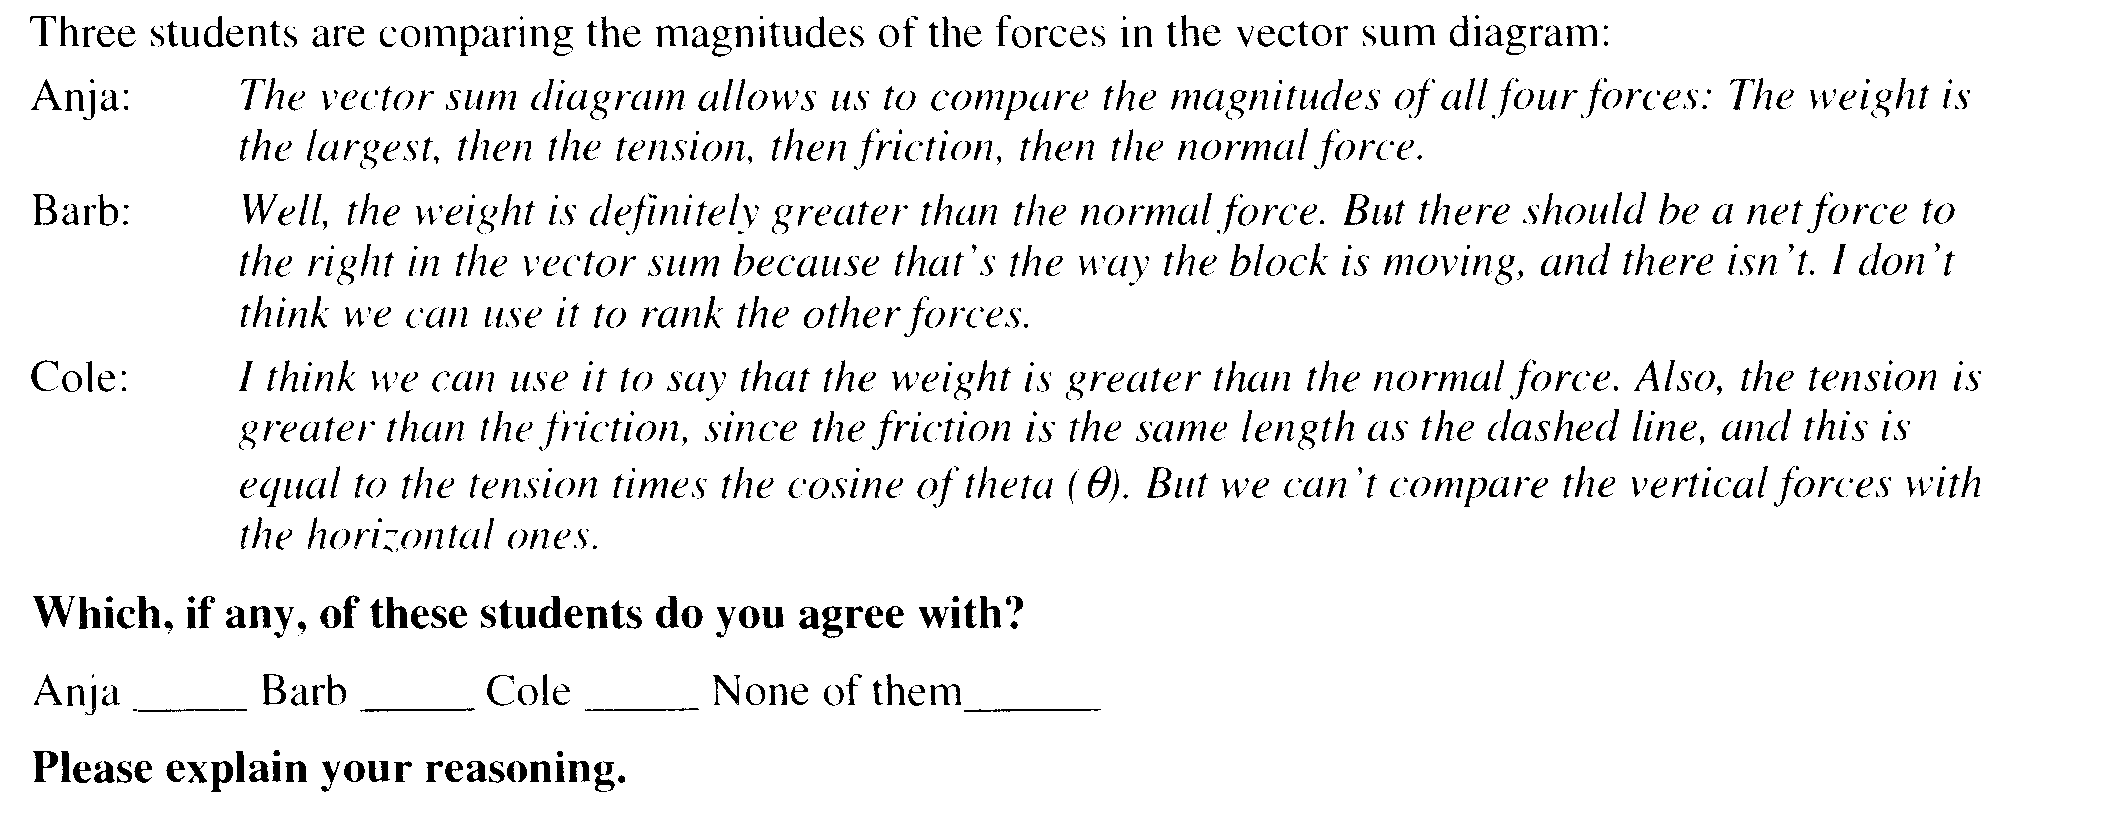 Three students are comparing the magnitudes of the forces in the vector sum diagram:
Anja: The vector sum diagram allows us to compare the magnitudes of all four forces: The weight is
the largest, then the tension, then friction, then the normal force.
Barb: Well, the weight is definitely greater than the normal force. But there should be a net force to
the right in the vector sum because that's the way the block is moving, and there isn't. I don't
think we can use it to rank the other forces.
Cole: I think we can use it to say that the weight is greater than the normal force. Also, the tension is
greater than the friction, since the friction is the same length as the dashed line, and this is
equal to the tension times the cosine of theta (θ). But we can't compare the vertical forces with
the horizontal ones.
Which, if any, of these students do you agree with?
Anja _____ Barb _____ Cole _____ None of them______
Please explain your reasoning.